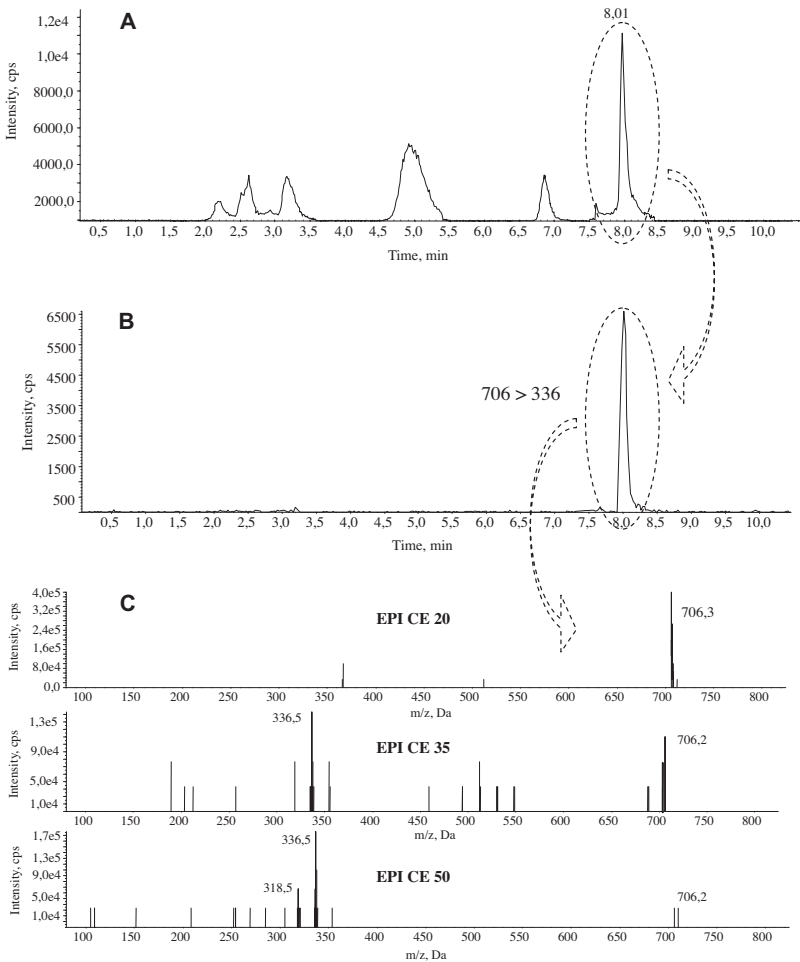 A
8,01
Intensity, cps
1,2e4
1,0e4
8000,0
6000,0
4000,0
2000,0
0,5 1,0 1,5 2,0 2,5 3,0 3,5 4,0 4,5 5,0 5,5 6,0 6,5 7,0 7,5 8,0 8,5 9,0 9,5 10,0
Time, min
B
706 > 336
Intensity, cps
6500
5500
4500
3500
2500
1500
500
0,5 1,0 1,5 2,0 2,5 3,0 3,5 4,0 4,5 5,0 5,5 6,0 6,5 7,0 7,5 8,0 8,5 9,0 9,5 10,0
Time, min
C
EPI CE 20
706,3
Intensity, cps
4,0e5
3,2e5
2,4e5
1,6e5
8,0e4
0,0
100 150 200 250 300 350 400 450 500 550 600 650 700 750 800
m/z, Da
336,5
EPI CE 35
706,2
Intensity, cps
1,3e5
9,0e4
5,0e4
1,0e4
100 150 200 250 300 350 400 450 500 550 600 650 700 750 800
m/z, Da
336,5
318,5
EPI CE 50
706,2
Intensity, cps
1,7e5
1,3e5
9,0e4
5,0e4
1,0e4
100 150 200 250 300 350 400 450 500 550 600 650 700 750 800
m/z, Da